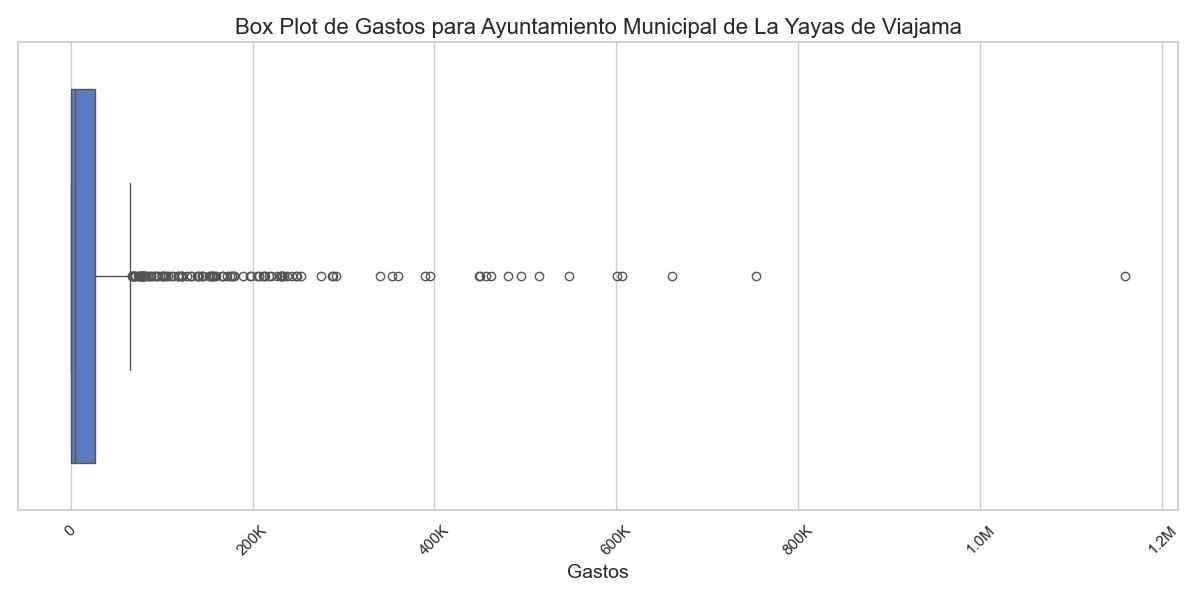 Box Plot de Gastos para Ayuntamiento Municipal de La Yayas de Viajama
0
200K
400K
600K
800K
1.0M
1.2M
Gastos